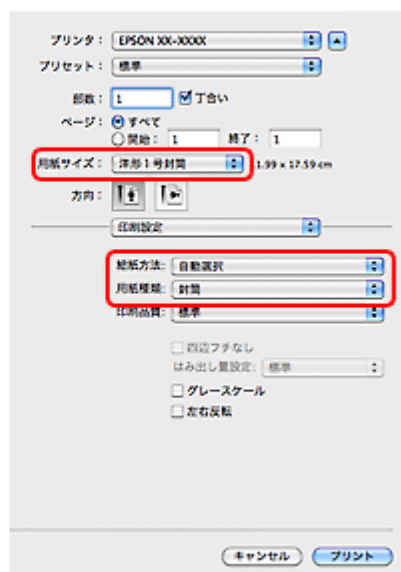 プリンタ： EPSON XX-XXXX
プリセット： 標準
部数： 1 丁合い
ページ： すべて
開始： 1 終了： 1
用紙サイズ： 洋形1号封筒 1.99 x 17.59 cm
方向：
印刷設定
給紙方法： 自動選択
用紙種類： 封筒
印刷品質： 標準
四辺フチなし
はみ出し量設定： 標準
グレースケール
左右反転
キャンセル プリント